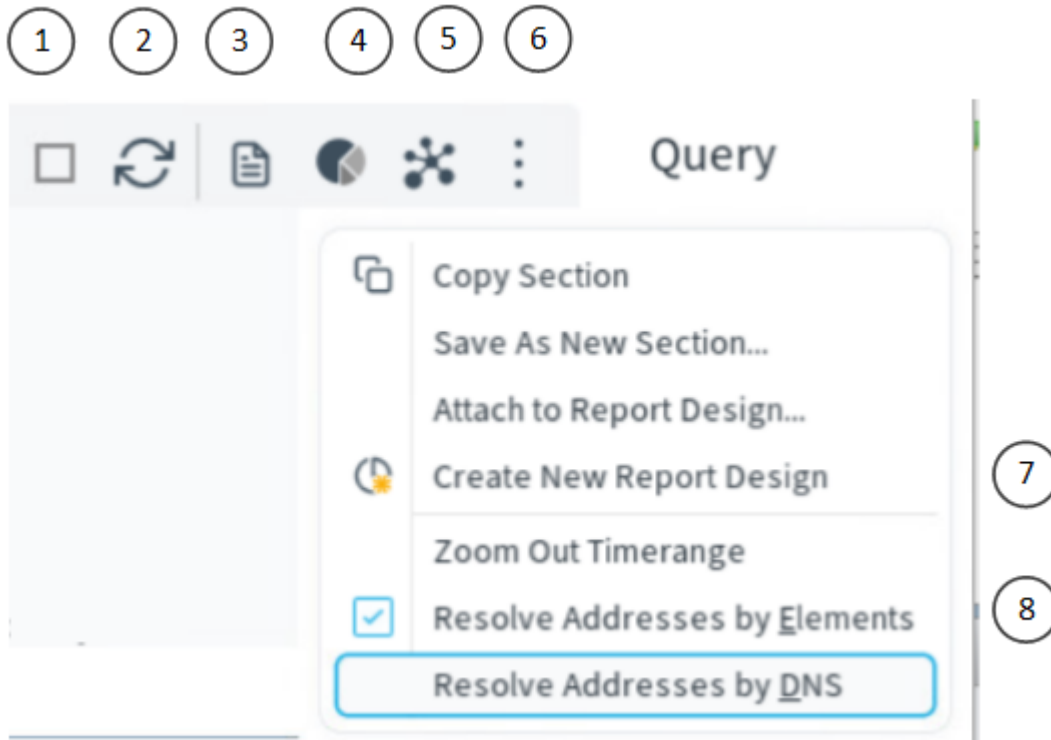 1 2 3 4 5 6
Query
Copy Section
Save As New Section...
Attach to Report Design...
Create New Report Design
7
Zoom Out Timerange
Resolve Addresses by Elements
8
Resolve Addresses by DNS